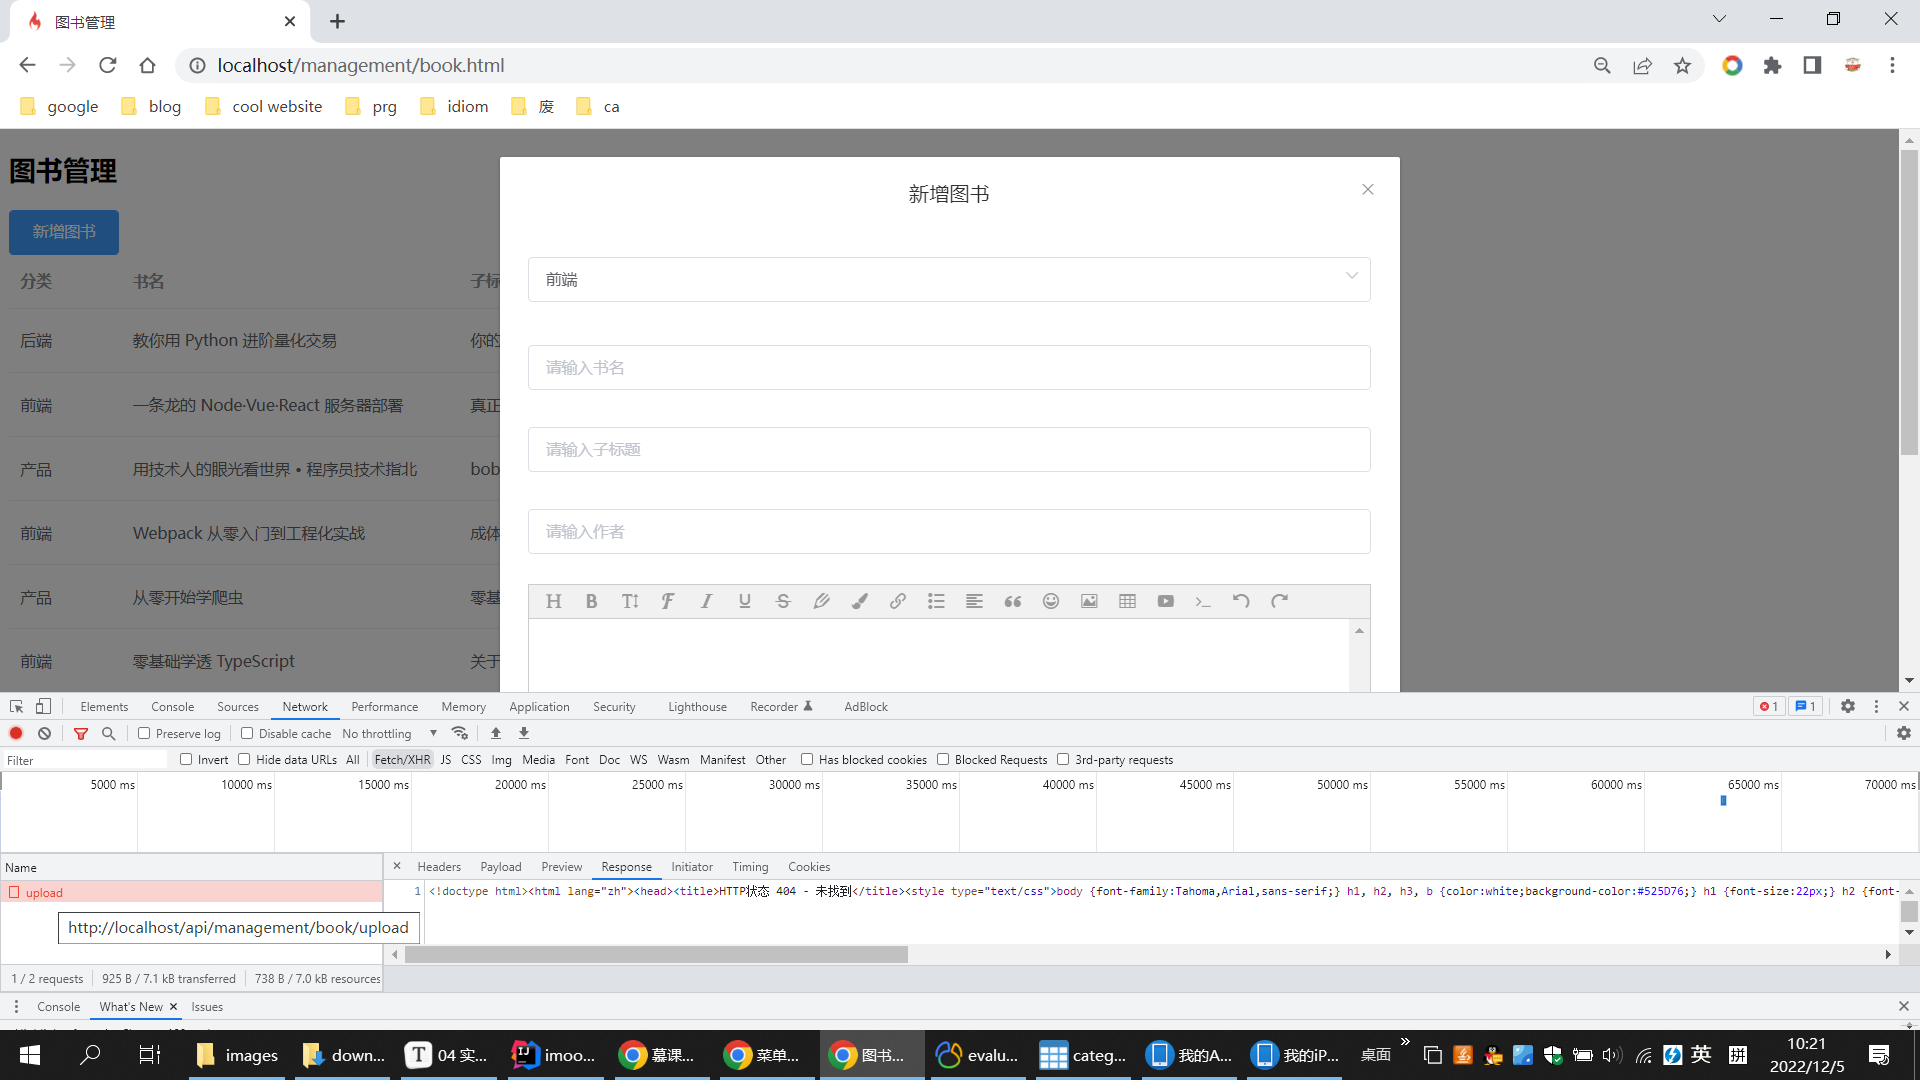 图书管理
localhost/management/book.html
google blog cool website prg idiom 废 ca
图书管理
新增图书
分类 书名 子标
后端 教你用 Python 进阶量化交易 你的
前端 一条龙的 Node·Vue·React 服务器部署 真正
产品 用技术人的眼光看世界 • 程序员技术指北 bob
前端 Webpack 从零入门到工程化实战 成体
产品 从零开始学爬虫 零基
前端 零基础学透 TypeScript 关于
新增图书
前端
请输入书名
请输入子标题
请输入作者
Elements Console Sources Network Performance Memory Application Security Lighthouse Recorder AdBlock 1 1
Preserve log Disable cache No throttling
Filter Invert Hide data URLs All Fetch/XHR JS CSS Img Media Font Doc WS Wasm Manifest Other Has blocked cookies Blocked Requests 3rd-party requests
5000 ms 10000 ms 15000 ms 20000 ms 25000 ms 30000 ms 35000 ms 40000 ms 45000 ms 50000 ms 55000 ms 60000 ms 65000 ms 70000 ms
Name Headers Payload Preview Response Initiator Timing Cookies
upload
1 <!doctype html><html lang="zh"><head><title>HTTP状态 404 - 未找到</title><style type="text/css">body {font-family:Tahoma,Arial,sans-serif;} h1, h2, h3, b {color:white;background-color:#525D76;} h1 {font-size:22px;} h2 {font-
http://localhost/api/management/book/upload
1 / 2 requests 925 B / 7.1 kB transferred 738 B / 7.0 kB resources
Console What's New Issues
images down... 04 实... imoo... 慕课... 菜单... 图书... evalu... categ... 我的A... 我的iP... 桌面 英 拼
10:21
2022/12/5